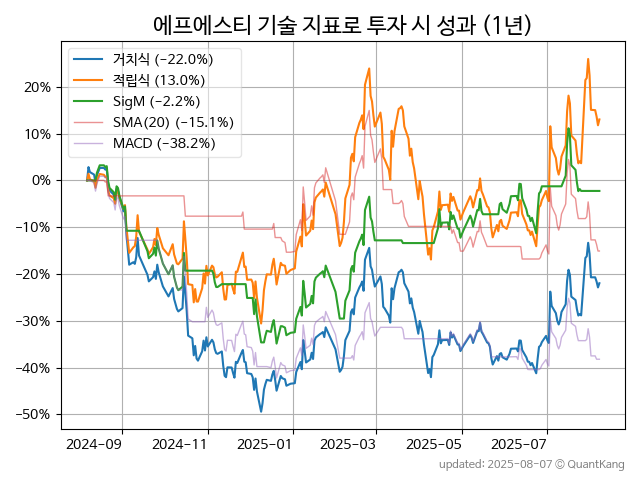 에프에스티 기술 지표로 투자 시 성과 (1년)
거치식 (−22.0%)
적립식 (13.0%)
SigM (−2.2%)
SMA(20) (−15.1%)
MACD (−38.2%)
20%
10%
0%
−10%
−20%
−30%
−40%
−50%
2024-09 2024-11 2025-01 2025-03 2025-05 2025-07
updated: 2025-08-07 © QuantKang